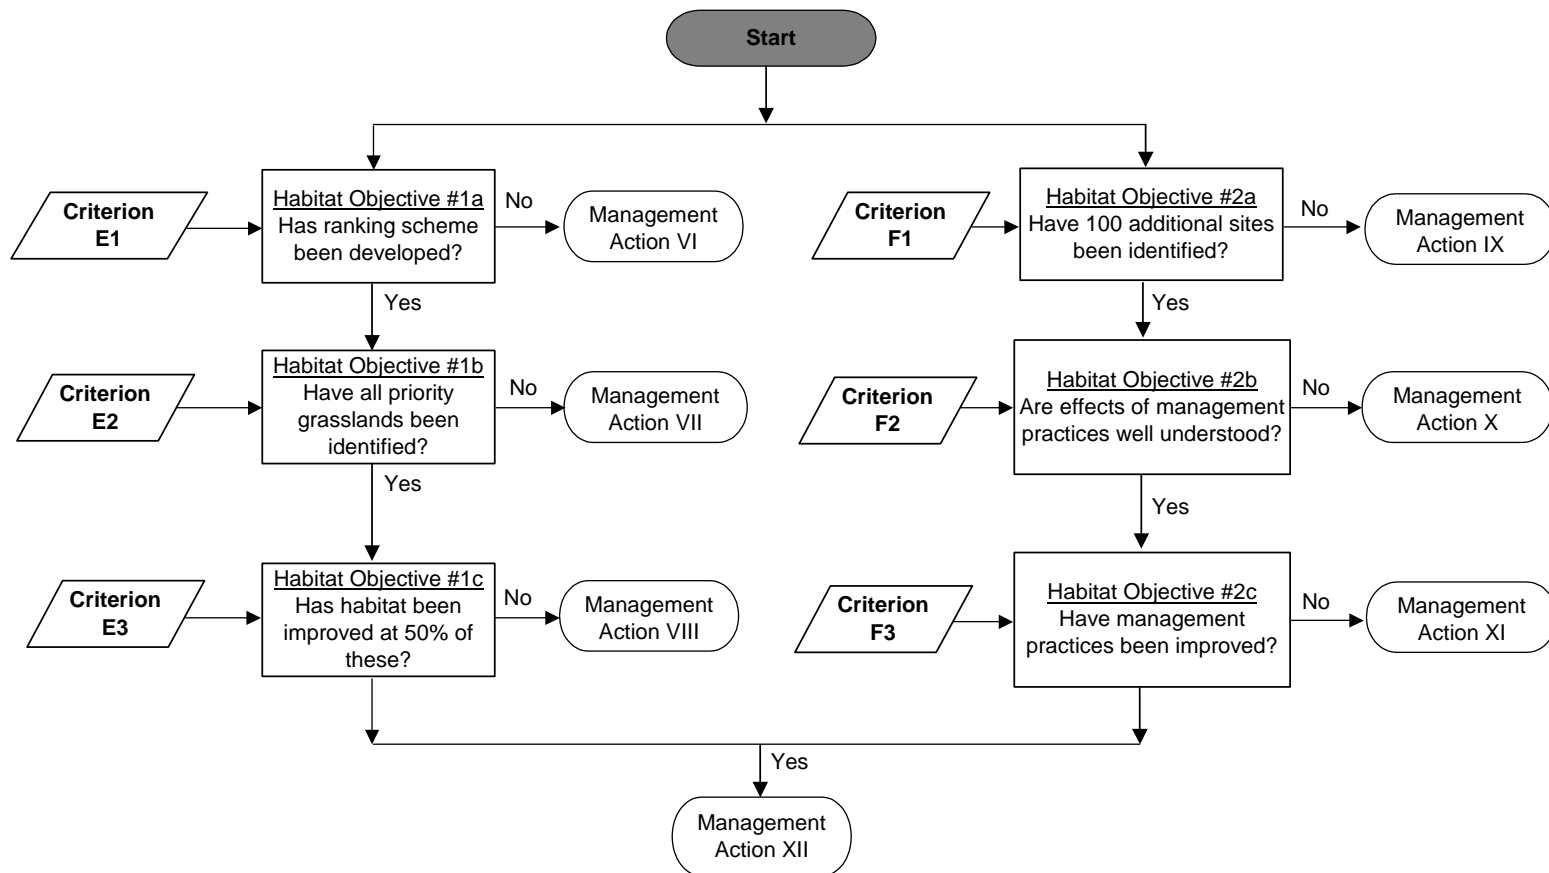 Start
Criterion
E1
Habitat Objective #1a
Has ranking scheme
been developed?
No
Management
Action VI
Criterion
F1
Habitat Objective #2a
Have 100 additional sites
been identified?
No
Management
Action IX
Yes
Yes
Criterion
E2
Habitat Objective #1b
Have all priority
grasslands been
identified?
No
Management
Action VII
Criterion
F2
Habitat Objective #2b
Are effects of management
practices well understood?
No
Management
Action X
Yes
Yes
Criterion
E3
Habitat Objective #1c
Has habitat been
improved at 50% of
these?
No
Management
Action VIII
Criterion
F3
Habitat Objective #2c
Have management
practices been improved?
No
Management
Action XI
Yes
Management
Action XII